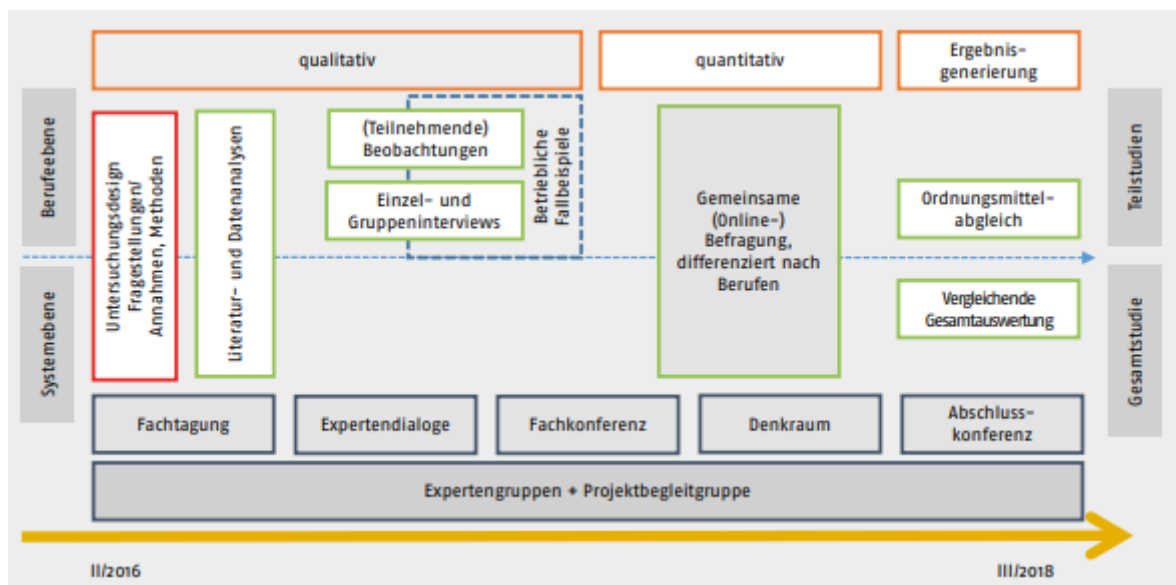 qualitativ
quantitativ
Ergebnis-
generierung
Berufeebene
Systemebene
Untersuchungsdesign
Fragestellungen/
Annahmen, Methoden
Literatur- und Datenanalysen
(Teilnehmende)
Beobachtungen
Einzel- und
Gruppeninterviews
Betriebliche
Fallbeispiele
Gemeinsame
(Online-)
Befragung,
differenziert nach
Berufen
Ordnungsmittel-
abgleich
Vergleichende
Gesamtauswertung
Teilstudien
Gesamtstudie
Fachtagung
Expertendialoge
Fachkonferenz
Denkraum
Abschluss-
konferenz
Expertengruppen + Projektbegleitgruppe
II/2016
III/2018